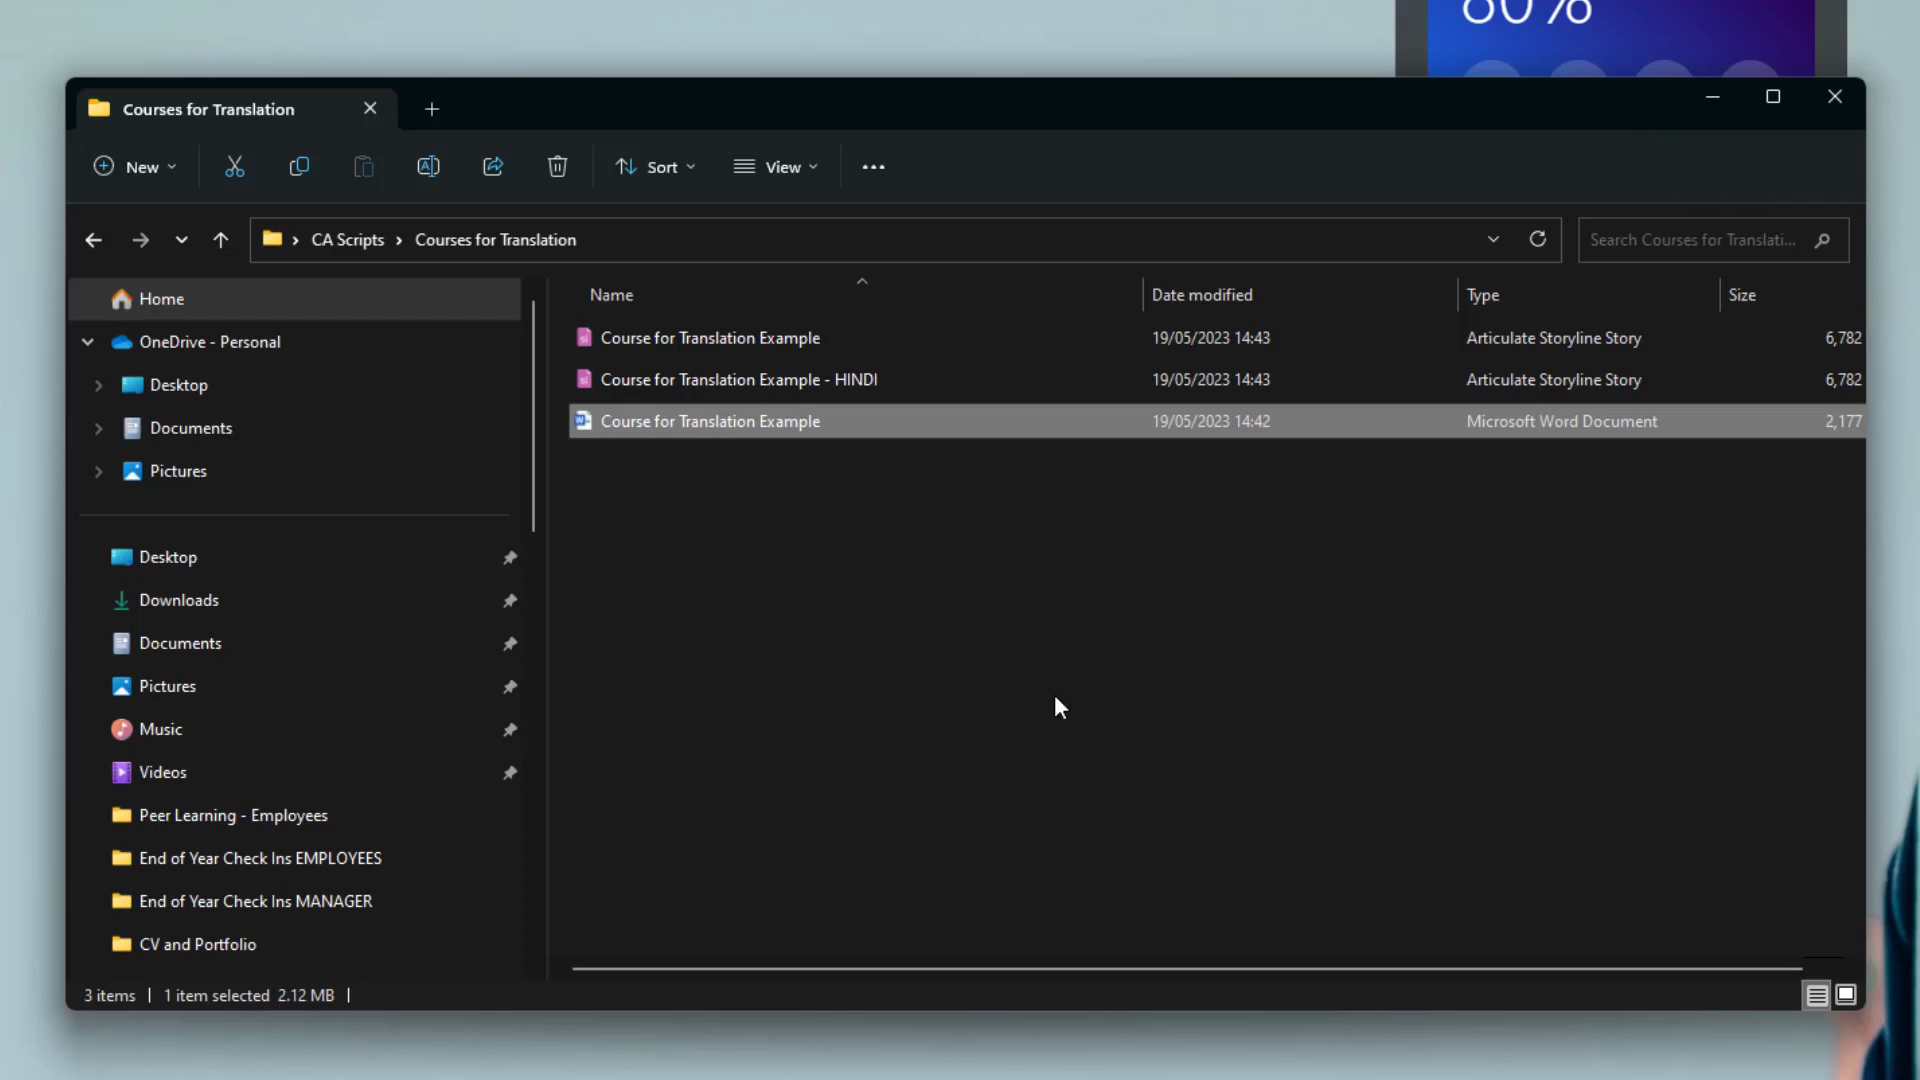 80%
Courses for Translation
New
Sort
View
CA Scripts
Courses for Translation
Search Courses for Translati...
Home
OneDrive - Personal
Desktop
Documents
Pictures
Desktop
Downloads
Documents
Pictures
Music
Videos
Peer Learning - Employees
End of Year Check Ins EMPLOYEES
End of Year Check Ins MANAGER
CV and Portfolio
Name Date modified Type Size
Course for Translation Example 19/05/2023 14:43 Articulate Storyline Story 6,782
Course for Translation Example - HINDI 19/05/2023 14:43 Articulate Storyline Story 6,782
Course for Translation Example 19/05/2023 14:42 Microsoft Word Document 2,177
3 items 1 item selected 2.12 MB